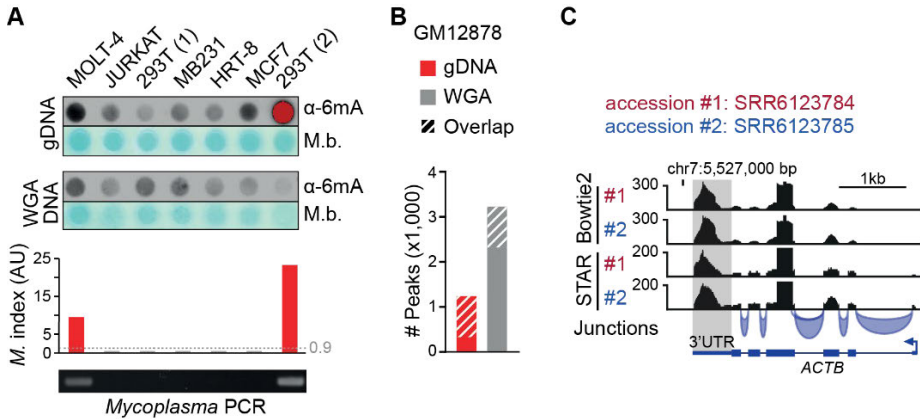 A
MOLT-4
JURKAT
293T (1)
MB231
HRT-8
MCF7
293T (2)
gDNA
α-6mA
M.b.
WGA DNA
α-6mA
M.b.
M. index (AU)
25
15
5
0
0.9
Mycoplasma PCR
B
GM12878
gDNA
WGA
Overlap
# Peaks (x1,000)
4
3
2
1
0
C
accession #1: SRR6123784
accession #2: SRR6123785
chr7:5,527,000 bp
1kb
Bowtie2
#1
300
#2
300
STAR
#1
200
#2
200
Junctions
3'UTR
ACTB